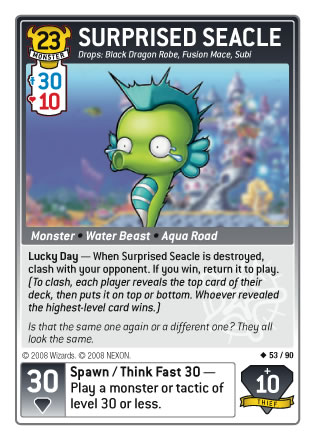 23
MONSTER
SURPRISED SEACLE
Drops: Black Dragon Robe, Fusion Mace, Subi
30
10
Monster • Water Beast • Aqua Road
Lucky Day — When Surprised Seacle is destroyed,
clash with your opponent. If you win, return it to play.
(To clash, each player reveals the top card of their
deck, then puts it on top or bottom. Whoever revealed
the highest-level card wins.)
Is that the same one again or a different one? They all
look the same.
© 2008 Wizards. © 2008 NEXON.
◆ 53 / 90
30
Spawn / Think Fast 30 —
Play a monster or tactic of
level 30 or less.
+
10
THIEF